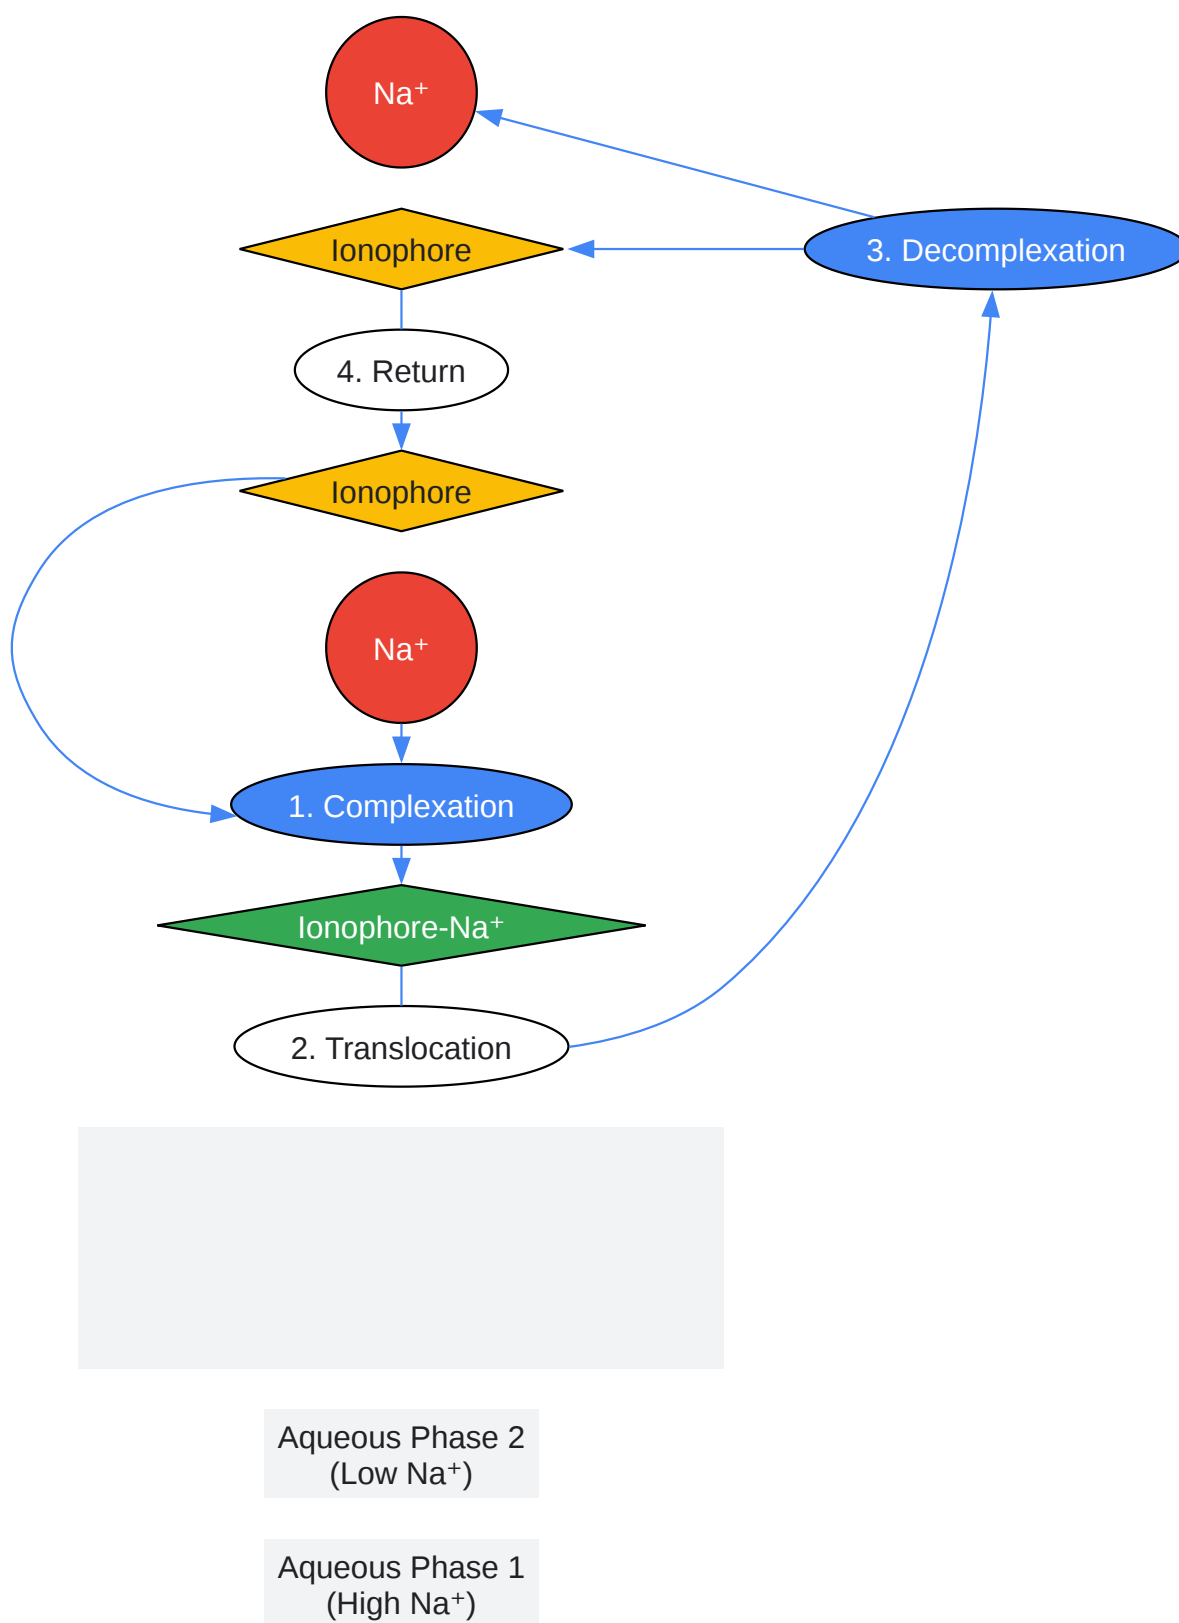 Na⁺
Ionophore
3. Decomplexation
4. Return
Ionophore
Na⁺
1. Complexation
Ionophore-Na⁺
2. Translocation
Aqueous Phase 2
(Low Na⁺)
Aqueous Phase 1
(High Na⁺)